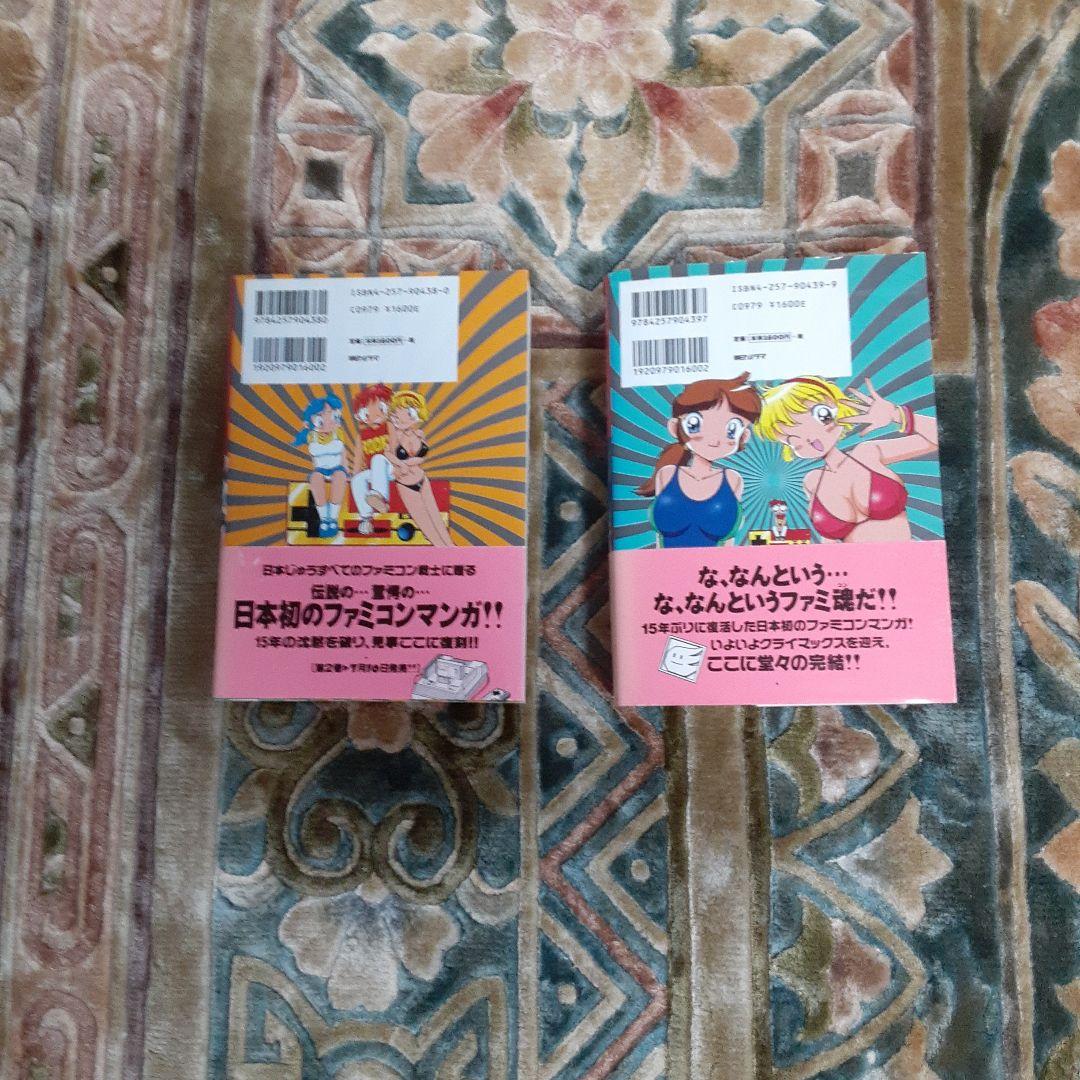 ISBN4-257-90438-0
C0979 ¥1600E
9784257904380
1920979016002
日本じゅうすべてのファミコン戦士に贈る
伝説の…驚愕の…
日本初のファミコンマンガ!!
15年の沈黙を破り、見事ここに復刻!!
ISBN4-257-90439-9
C0979 ¥1600E
9784257904397
1920979016002
な、なんという…
な、なんというファミ魂だ!!
コン
15年ぶりに復活した日本初のファミコンマンガ!
いよいよクライマックスを迎え、
ここに堂々の完結!!